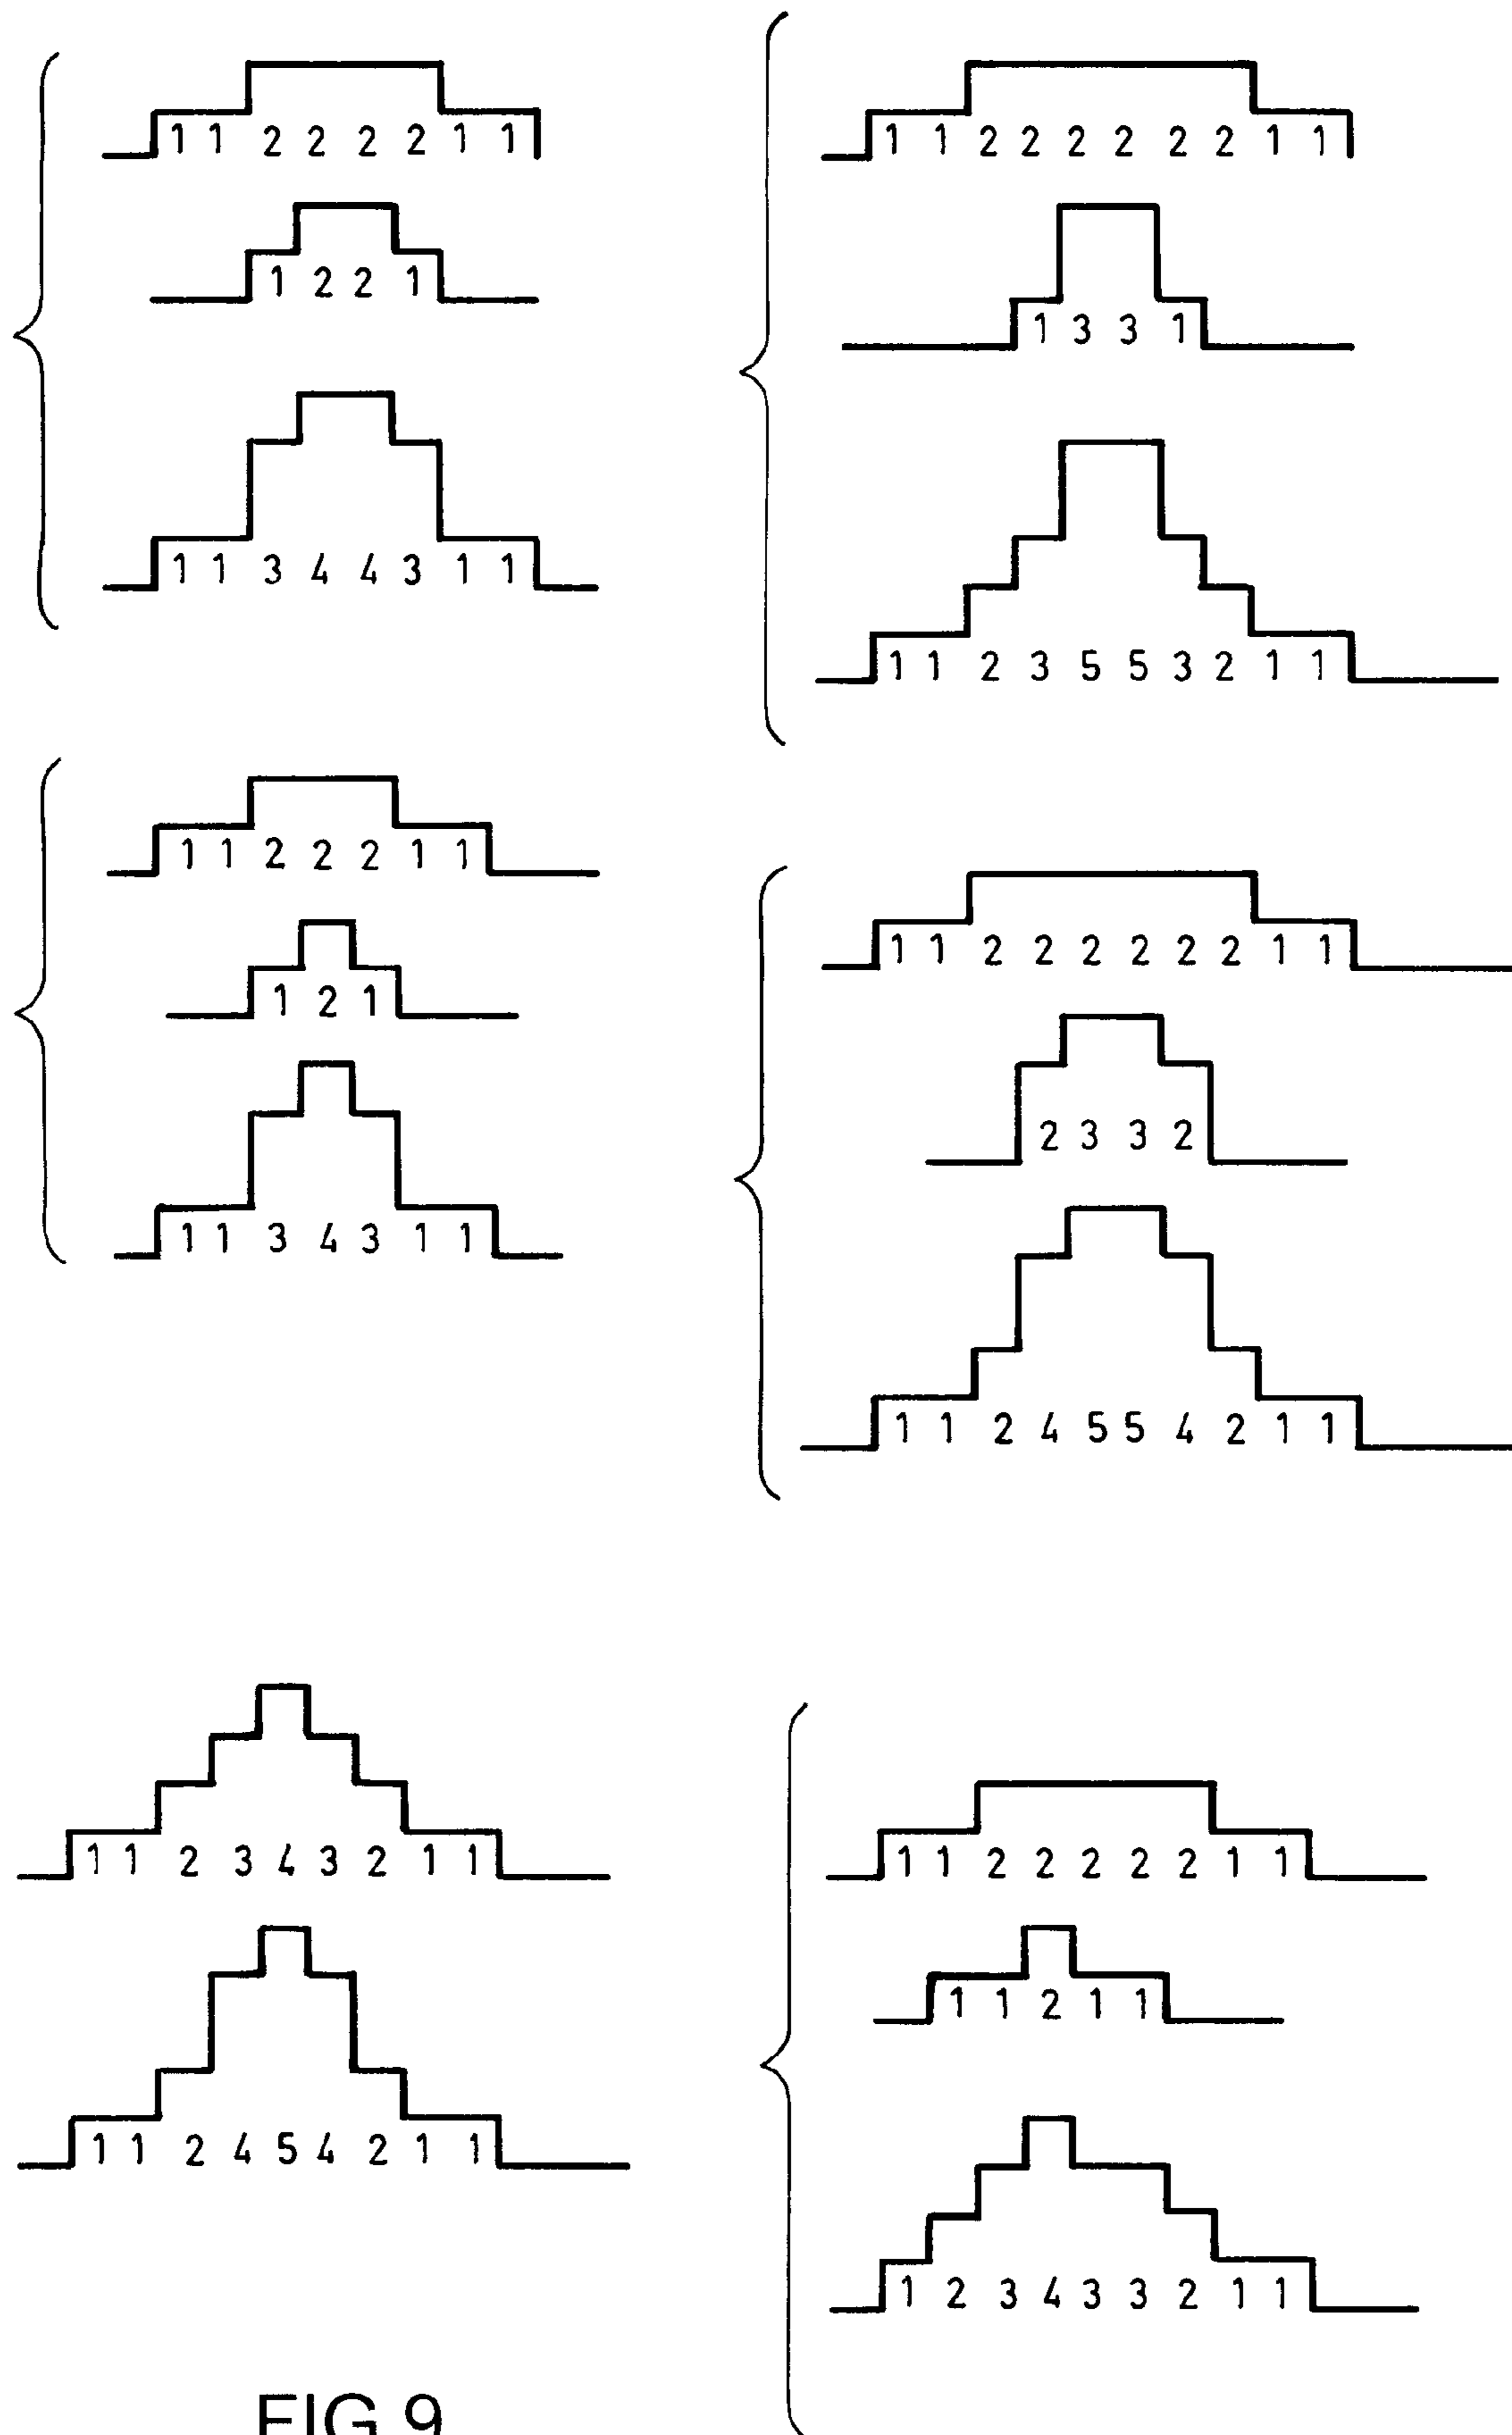 1 1 2 2 2 2 1 1
1 2 2 1
1 1 3 4 4 3 1 1
1 1 2 2 2 1 1
1 2 1
1 1 3 4 3 1 1
1 1 2 3 4 3 2 1 1
1 1 2 4 5 4 2 1 1
1 1 2 2 2 2 2 2 1 1
1 3 3 1
1 1 2 3 5 5 3 2 1 1
1 1 2 2 2 2 2 2 1 1
2 3 3 2
1 1 2 4 5 5 4 2 1 1
1 1 2 2 2 2 2 1 1
1 1 2 1 1
1 2 3 4 3 3 2 1 1
FIG.9